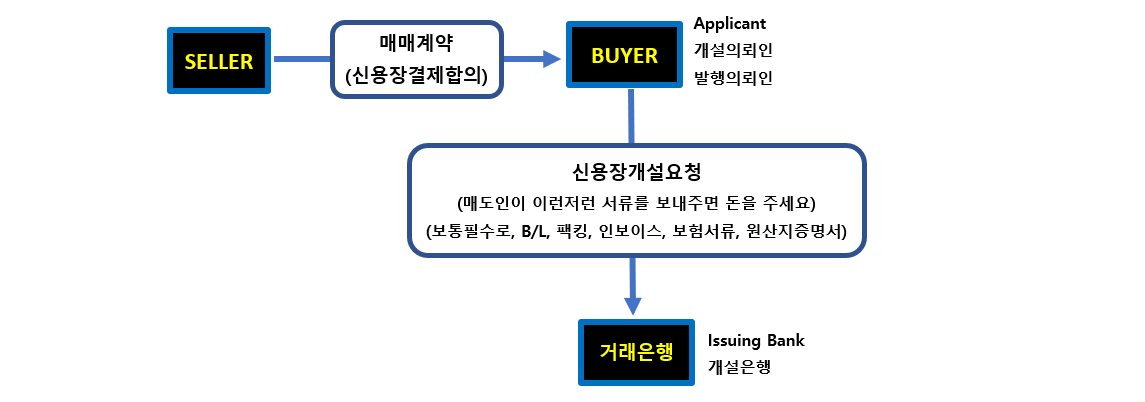 SELLER
매매계약
(신용장결제합의)
BUYER
Applicant
개설의뢰인
발행의뢰인
신용장개설요청
(매도인이 이런저런 서류를 보내주면 돈을 주세요)
(보통필수로, B/L, 팩킹, 인보이스, 보험서류, 원산지증명서)
거래은행
Issuing Bank
개설은행